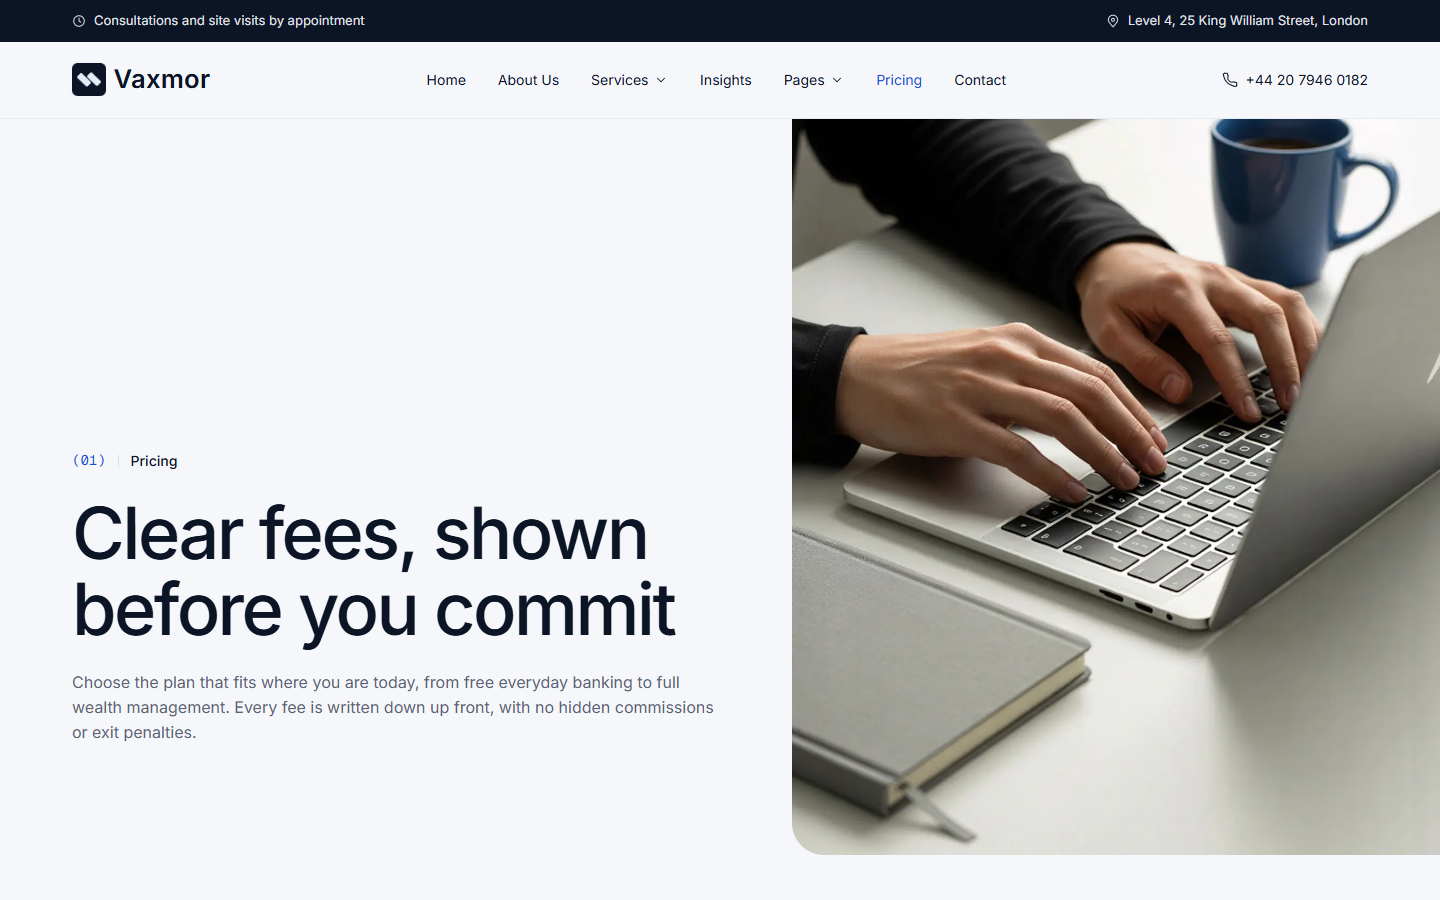 Consultations and site visits by appointment
Level 4, 25 King William Street, London
Vaxmor
Home
About Us
Services
Insights
Pages
Pricing
Contact
+44 20 7946 0182
(01)
Pricing
Clear fees, shown
before you commit
Choose the plan that fits where you are today, from free everyday banking to full
wealth management. Every fee is written down up front, with no hidden commissions
or exit penalties.